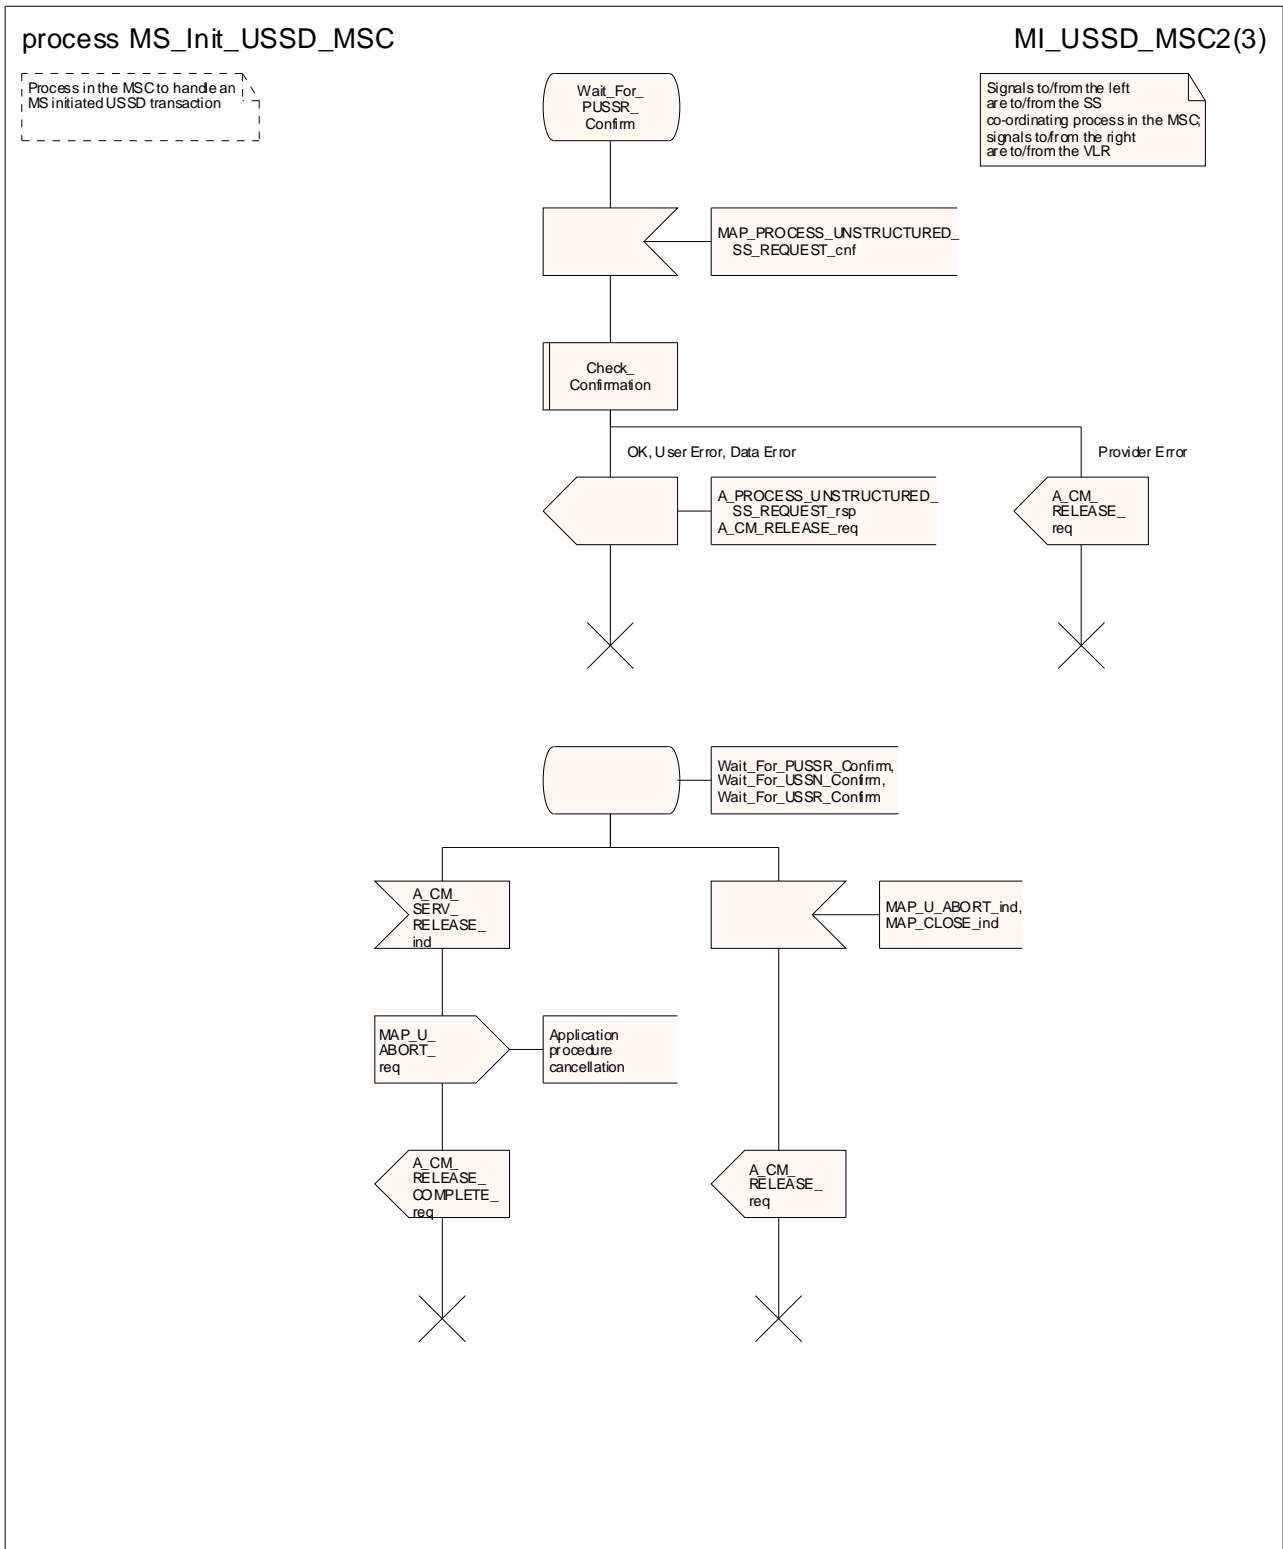 process MS_Init_USSD_MSC
MI_USSD_MSC2(3)
Process in the MSC to handle an
MS initiated USSD transaction
Wait_For_
PUSSR_
Confirm
Signals to/from the left
are to/from the SS
co-ordinating process in the MSC;
signals to/from the right
are to/from the VLR
MAP_PROCESS_UNSTRUCTURED_
SS_REQUEST_cnf
Check_
Confirmation
OK, User Error, Data Error
Provider Error
A_PROCESS_UNSTRUCTURED_
SS_REQUEST_rsp
A_CM_RELEASE_req
A_CM_
RELEASE_
req
Wait_For_PUSSR_Confirm,
Wait_For_USSN_Confirm,
Wait_For_USSR_Confirm
A_CM_
SERV_
RELEASE_
ind
MAP_U_ABORT_ind,
MAP_CLOSE_ind
MAP_U_
ABORT_
req
Application
procedure
cancellation
A_CM_
RELEASE_
COMPLETE_
req
A_CM_
RELEASE_
req